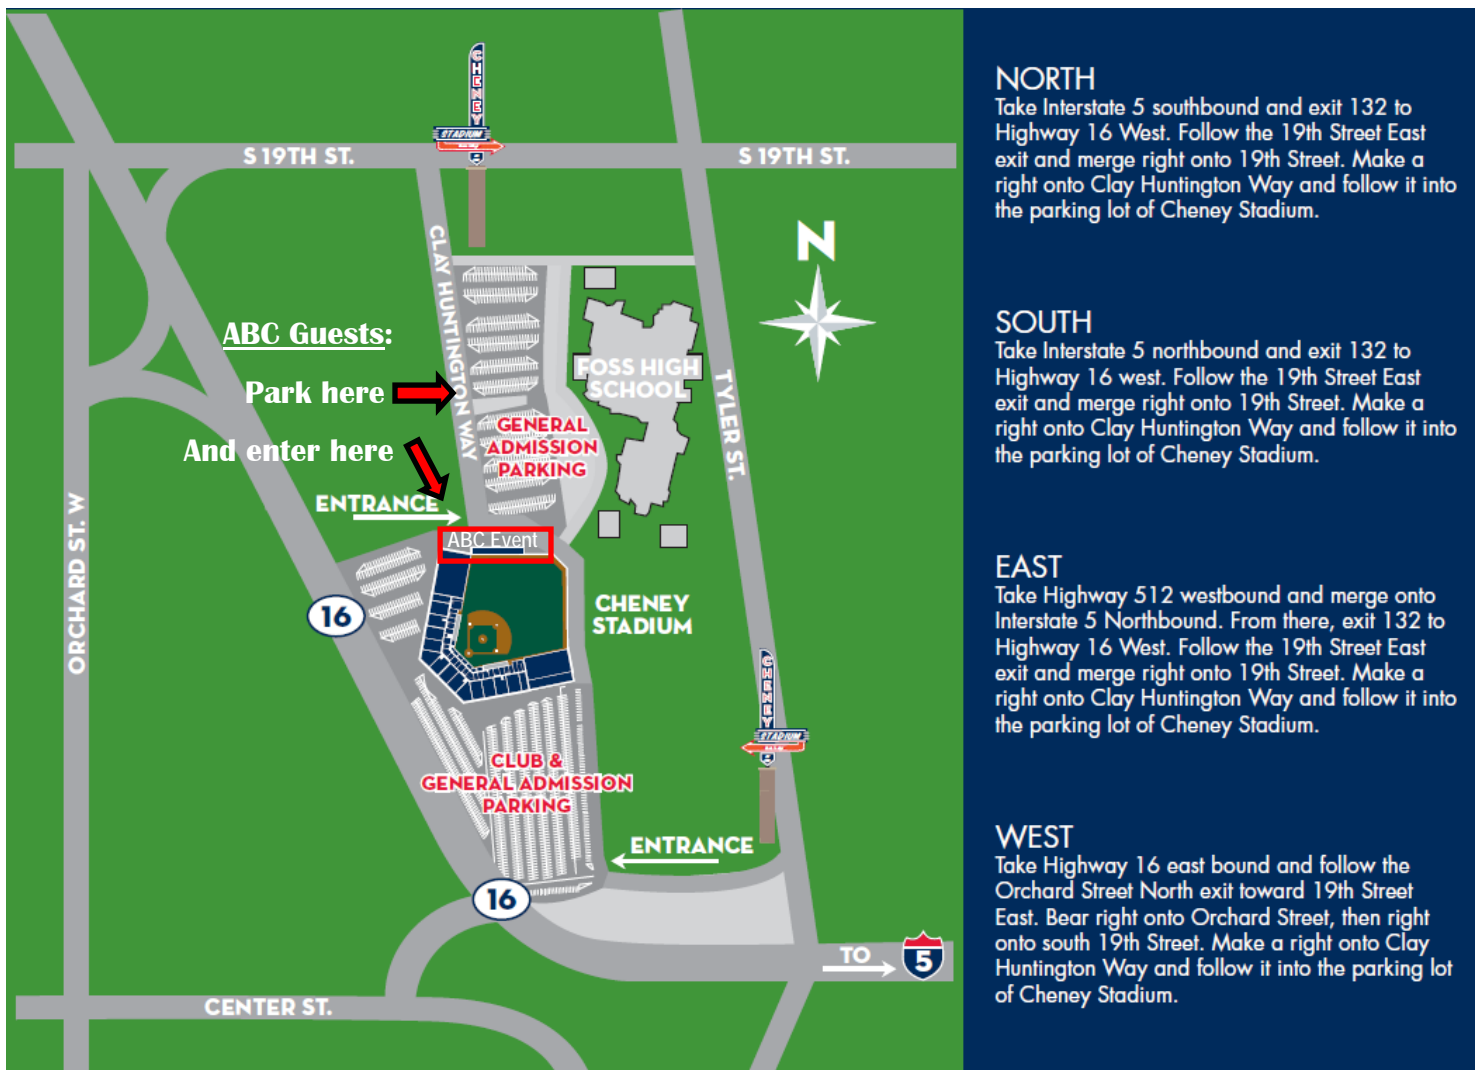 CHENEY
STADIUM
S 19TH ST.
S 19TH ST.
CLAY HUNTINGTON WAY
N
ABC Guests:
Park here
And enter here
FOSS HIGH
SCHOOL
TYLER ST.
GENERAL
ADMISSION
PARKING
ENTRANCE
ABC Event
ORCHARD ST. W
16
CHENEY
STADIUM
CHENEY
STADIUM
CLUB &
GENERAL ADMISSION
PARKING
ENTRANCE
16
TO
5
CENTER ST.
NORTH
Take Interstate 5 southbound and exit 132 to
Highway 16 West. Follow the 19th Street East
exit and merge right onto 19th Street. Make a
right onto Clay Huntington Way and follow it into
the parking lot of Cheney Stadium.
SOUTH
Take Interstate 5 northbound and exit 132 to
Highway 16 west. Follow the 19th Street East
exit and merge right onto 19th Street. Make a
right onto Clay Huntington Way and follow it into
the parking lot of Cheney Stadium.
EAST
Take Highway 512 westbound and merge onto
Interstate 5 Northbound. From there, exit 132 to
Highway 16 West. Follow the 19th Street East
exit and merge right onto 19th Street. Make a
right onto Clay Huntington Way and follow it into
the parking lot of Cheney Stadium.
WEST
Take Highway 16 east bound and follow the
Orchard Street North exit toward 19th Street
East. Bear right onto Orchard Street, then right
onto south 19th Street. Make a right onto Clay
Huntington Way and follow it into the parking lot
of Cheney Stadium.